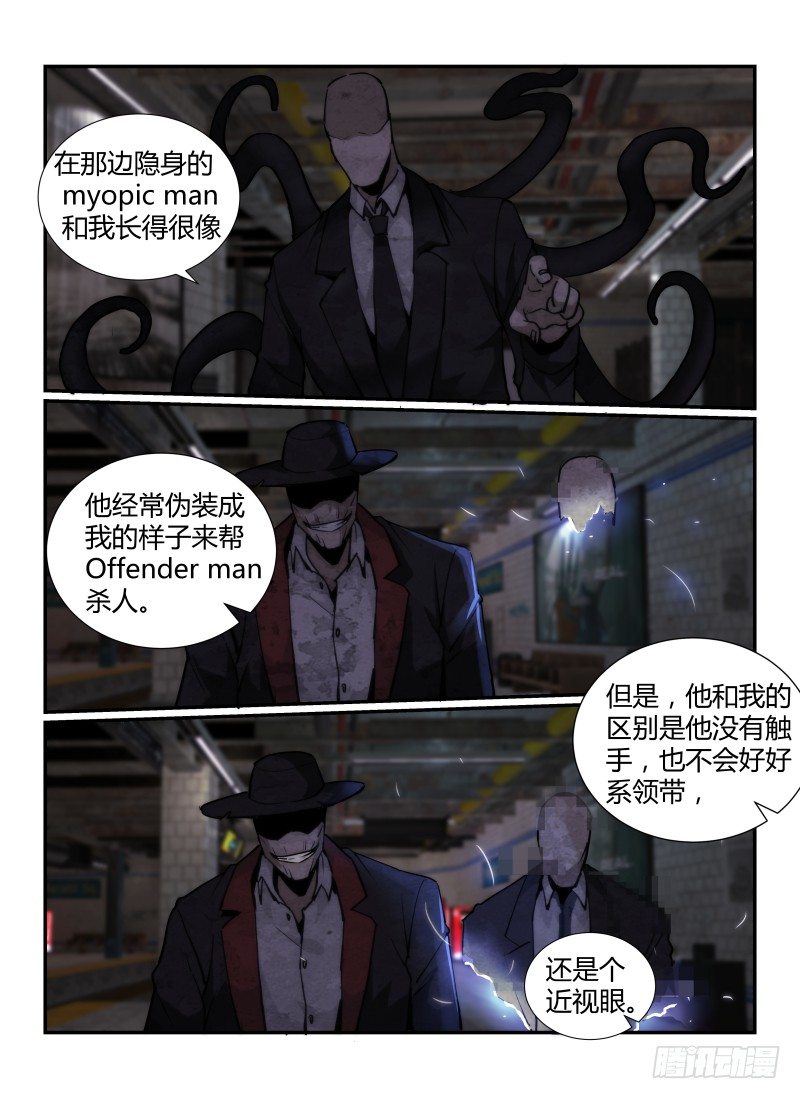 在那边隐身的
myopic man
和我长得很像
他经常伪装成
我的样子来帮
Offender man
杀人。
但是，他和我的
区别是他没有触
手，也不会好好
系领带，
还是个
近视眼。
腾讯动漫